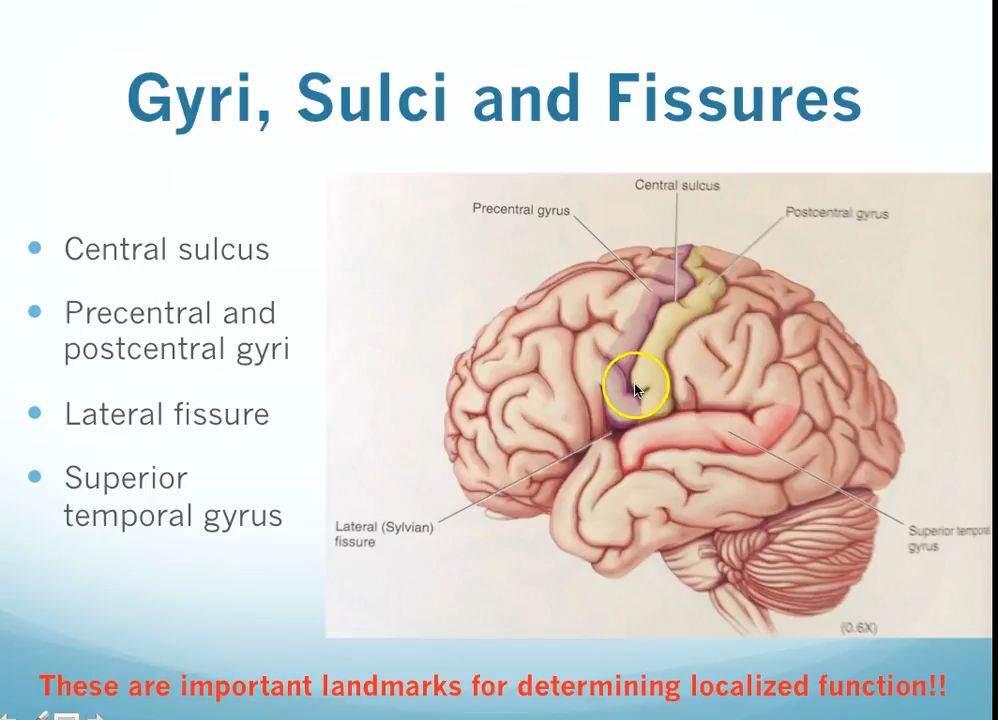 Gyri, Sulci and Fissures
Central sulcus
Precentral and
postcentral gyri
Lateral fissure
Superior
temporal gyrus
Central sulcus
Precentral gyrus
Postcentral gyrus
Lateral (Sylvian)
fissure
Superior temporal
gyrus
(0.6X)
These are important landmarks for determining localized function!!